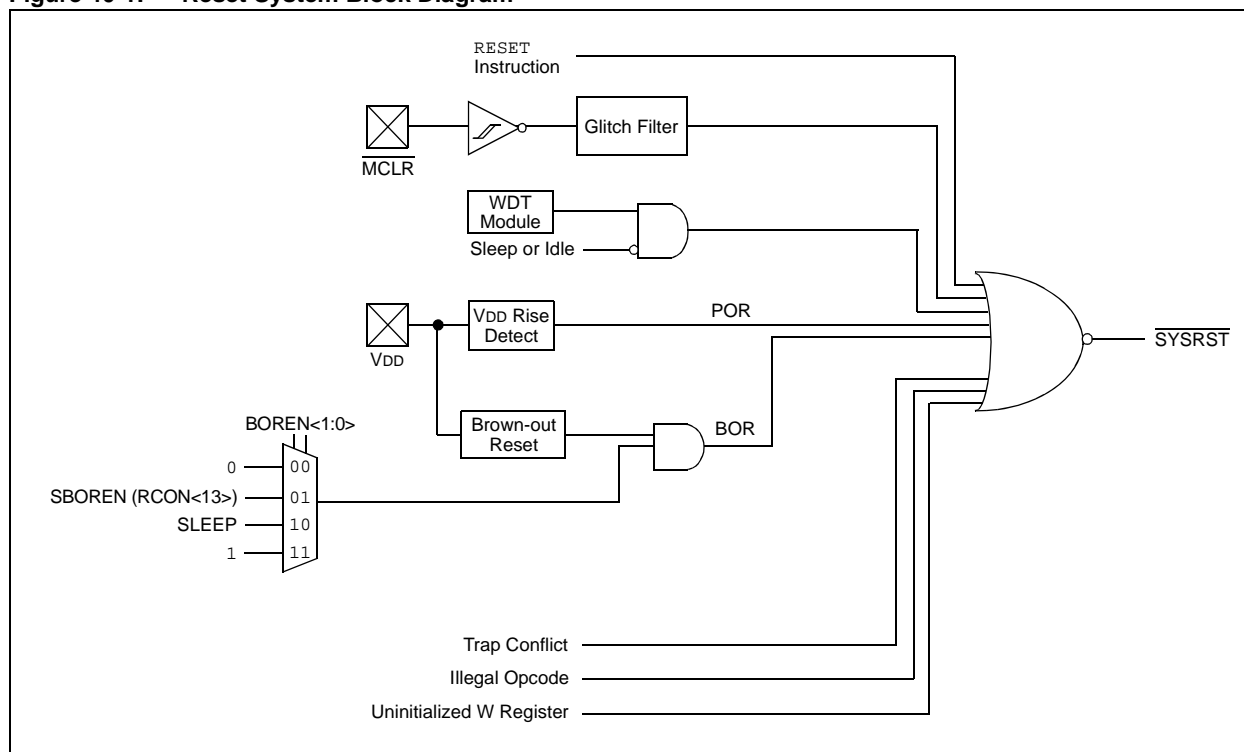 Figure 40-1: Reset System Block Diagram
RESET
Instruction
MCLR
Glitch Filter
WDT
Module
Sleep or Idle
VDD
VDD Rise
Detect
POR
Brown-out
Reset
BOR
SYSRST
BOREN<1:0>
0
00
SBOREN (RCON<13>)
01
SLEEP
10
1
11
Trap Conflict
Illegal Opcode
Uninitialized W Register